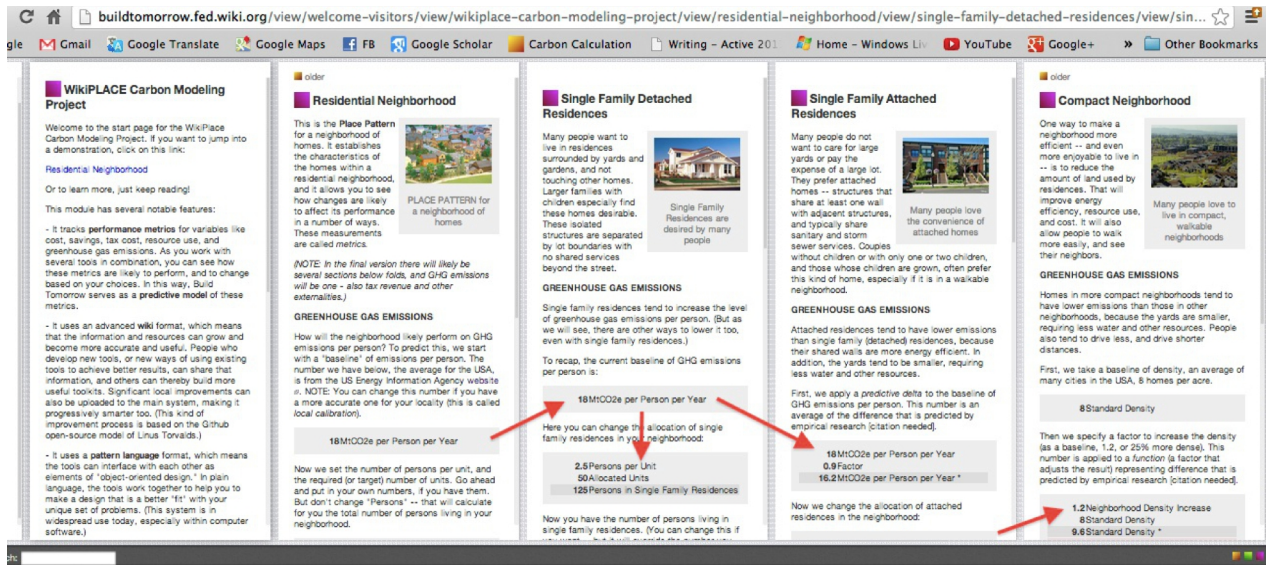 buildtomorrow.fed.wiki.org/view/welcome-visitors/view/wikiplace-carbon-modeling-project/view/residential-neighborhood/view/single-family-detached-residences/view/sin...
gle Gmail Google Translate Google Maps FB Google Scholar Carbon Calculation Writing - Active 201 Home - Windows Liv YouTube Google+ » Other Bookmarks
WikiPLACE Carbon Modeling
Project
Welcome to the start page for the WikiPlace
Carbon Modeling Project. If you want to jump into
a demonstration, click on this link:
Residential Neighborhood
Or to learn more, just keep reading!
This module has several notable features:
- It tracks performance metrics for variables like
cost, savings, tax cost, resource use, and
greenhouse gas emissions. As you work with
several tools in combination, you can see how
these metrics are likely to perform, and to change
based on your choices. In this way, Build
Tomorrow serves as a predictive model of these
metrics.
- It uses an advanced wiki format, which means
that the information and resources can grow and
become more accurate and useful. People who
develop new tools, or new ways of using existing
tools to achieve better results, can share that
information, and others can thereby build more
useful toolkits. Significant local improvements can
also be uploaded to the main system, making it
progressively smarter too. (This kind of
improvement process is based on the Github
open-source model of Linus Torvalds.)
- It uses a pattern language format, which means
the tools can interface with each other as
elements of "object-oriented design." In plain
language, the tools work together to help you to
make a design that is a better "fit" with your
unique set of problems. (This system is in
widespread use today, especially within computer
software.)
older
Residential Neighborhood
This is the Place Pattern
for a neighborhood of
homes. It establishes
the characteristics of
the homes within a
residential neighborhood,
and it allows you to see
how changes are likely
to affect its performance
in a number of ways.
These measurements
are called metrics.
PLACE PATTERN for
a neighborhood of
homes
(NOTE: In the final version there will likely be
several sections below folds, and GHG emissions
will be one - also tax revenue and other
externalities.)
GREENHOUSE GAS EMISSIONS
How will the neighborhood likely perform on GHG
emissions per person? To predict this, we start
with a "baseline" of emissions per person. The
number we have below, the average for the USA,
is from the US Energy Information Agency website
. NOTE: You can change this number if you have
a more accurate one for your locality (this is called
local calibration).
18 MtCO2e per Person per Year
Now we set the number of persons per unit, and
the required (or target) number of units. Go ahead
and put in your own numbers, if you have them.
But don't change "Persons" -- that will calculate
for you the total number of persons living in your
neighborhood.
Single Family Detached
Residences
Many people want to
live in residences
surrounded by yards and
gardens, and not
touching other homes.
Larger families with
children especially find
these homes desirable.
These isolated
structures are separated
by lot boundaries with
no shared services
beyond the street.
Single Family
Residences are
desired by many
people
GREENHOUSE GAS EMISSIONS
Single family residences tend to increase the level
of greenhouse gas emissions per person. (But as
we will see, there are other ways to lower it too,
even with single family residences.)
To recap, the current baseline of GHG emissions
per person is:
18 MtCO2e per Person per Year
Here you can change the allocation of single
family residences in your neighborhood:
2.5 Persons per Unit
50 Allocated Units
125 Persons in Single Family Residences
Now you have the number of persons living in
single family residences. (You can change this if
Single Family Attached
Residences
Many people do not
want to care for large
yards or pay the
expense of a large lot.
They prefer attached
homes -- structures that
share at least one wall
with adjacent structures,
and typically share
sanitary and storm
sewer services. Couples
without children or with only one or two children,
and those whose children are grown, often prefer
this kind of home, especially if it is in a walkable
neighborhood.
Many people love
the convenience of
attached homes
GREENHOUSE GAS EMISSIONS
Attached residences tend to have lower emissions
than single family (detached) residences, because
their shared walls are more energy efficient. In
addition, the yards tend to be smaller, requiring
less water and other resources.
First, we apply a predictive delta to the baseline of
GHG emissions per person. This number is an
average of the difference that is predicted by
empirical research [citation needed].
18 MtCO2e per Person per Year
0.9 Factor
16.2 MtCO2e per Person per Year *
Now we change the allocation of attached
residences in the neighborhood:
older
Compact Neighborhood
One way to make a
neighborhood more
efficient -- and even
more enjoyable to live in
-- is to reduce the
amount of land used by
residences. That will
improve energy
efficiency, resource use,
and cost. It will also
allow people to walk
more easily, and see
their neighbors.
Many people love to
live in compact,
walkable
neighborhoods
GREENHOUSE GAS EMISSIONS
Homes in more compact neighborhoods tend to
have lower emissions than those in other
neighborhoods, because the yards are smaller,
requiring less water and other resources. People
also tend to drive less, and drive shorter
distances.
First, we take a baseline of density, an average of
many cities in the USA, 8 homes per acre.
8 Standard Density
Then we specify a factor to increase the density
(as a baseline, 1.2, or 25% more dense). This
number is applied to a function (a factor that
adjusts the result) representing difference that is
predicted by empirical research [citation needed].
1.2 Neighborhood Density Increase
8 Standard Density
9.6 Standard Density *
ch: